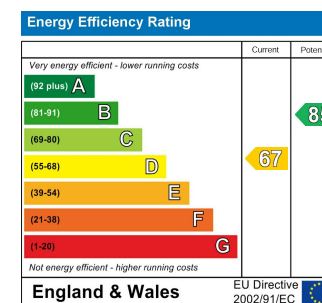 Energy Efficiency Rating
Current
Very energy efficient - lower running costs
(92 plus) A
(81-91) B
(69-80) C
(55-68) D
67
(39-54) E
(21-38) F
(1-20) G
Not energy efficient - higher running costs
England & Wales
EU Directive
2002/91/EC